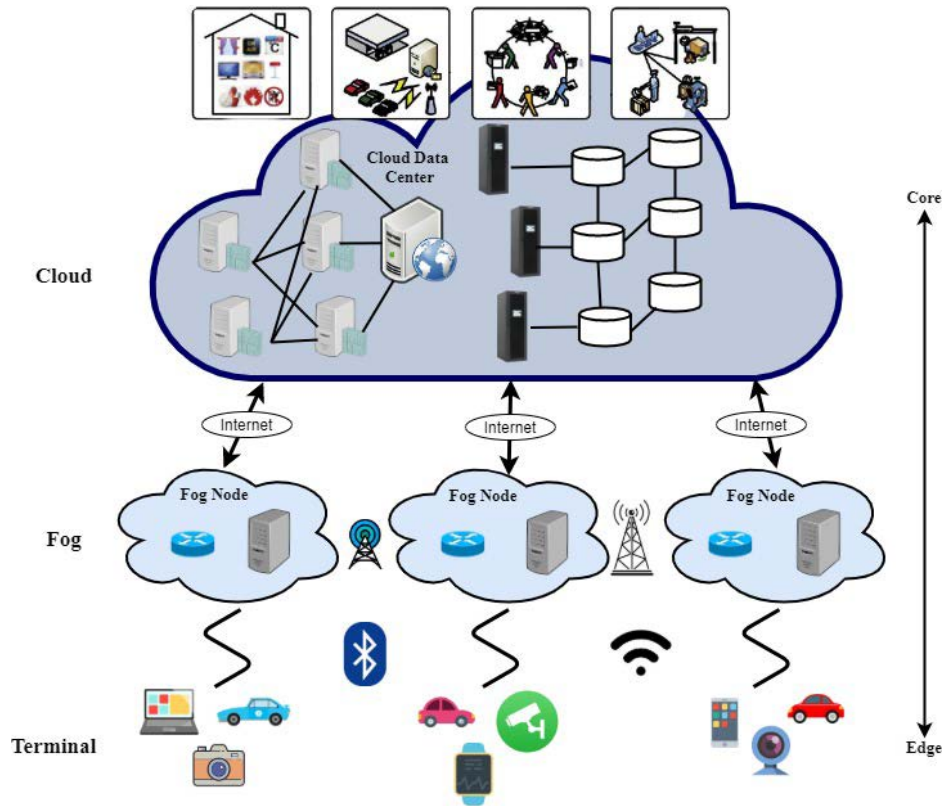 C
Cloud Data
Center
Core
Cloud
Internet
Internet
Internet
Fog Node
Fog Node
Fog Node
Fog
Terminal
Edge